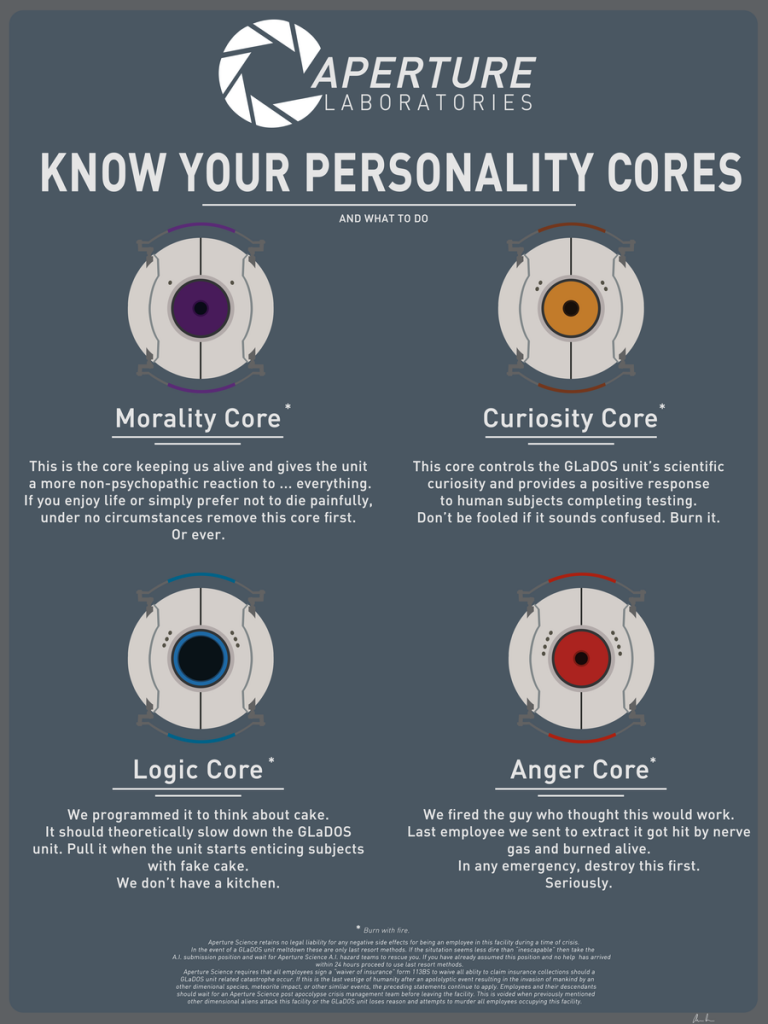 APERTURE
LABORATORIES
KNOW YOUR PERSONALITY CORES
AND WHAT TO DO
Morality Core*
This is the core keeping us alive and gives the unit
a more non-psychopathic reaction to ... everything.
If you enjoy life or simply prefer not to die painfully,
under no circumstances remove this core first.
Or ever.
Curiosity Core*
This core controls the GLaDOS unit's scientific
curiosity and provides a positive response
to human subjects completing testing.
Don't be fooled if it sounds confused. Burn it.
Logic Core*
We programmed it to think about cake.
It should theoretically slow down the GLaDOS
unit. Pull it when the unit starts enticing subjects
with fake cake.
We don't have a kitchen.
Anger Core*
We fired the guy who thought this would work.
Last employee we sent to extract it got hit by nerve
gas and burned alive.
In any emergency, destroy this first.
Seriously.
* Burn with fire.
Aperture Science retains no legal liability for any negative side effects for being an employee in this facility during a time of crisis.
In the event of a GLaDOS unit meltdown these are only last resort methods. If the situtation seems less dire than "inescapable" then take the
A.I. submission position and wait for Aperture Science A.I. hazard teams to rescue you. If you have already assumed this position and no help has arrived
within 24 hours proceed to use last resort methods.
Aperture Science requires that all employees sign a "waiver of insurance" form 1138S to waive all ability to claim insurance collections should a
GLaDOS unit related catastrophe occur. If this is the last vestige of humanity after an apololyptic event resulting in the invasion of mankind by an
other dimensional species, meteorite impact, or other similiar events, the preceding statements continue to apply. Employees and their descendants
should wait for an Aperture Science post apocolypse crisis management team before leaving the facility. This is voided when previously mentioned
other dimensional aliens attack this facility or the GLaDOS unit loses reason and attempts to murder all employees occupying this facility.